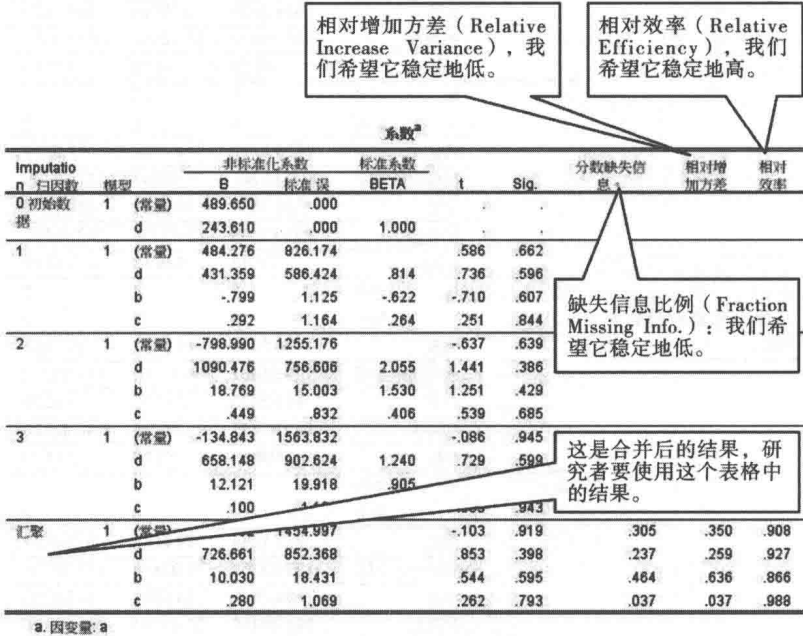 相对增加方差（Relative
Increase Variance），我
们希望它稳定地低。
相对效率（Relative
Efficiency），我们
希望它稳定地高。
系数a
Imputatio 非标准化系数 标准系数 分数缺失信 相对增 相对
n 归因数 模型 B 标准 误 BETA t Sig. 息。 加方差 效率
0 初始数 1 (常量) 489.650 .000 . .
据 d 243.610 .000 1.000 . .
1 1 (常量) 484.276 826.174 .586 .662
d 431.359 586.424 .814 .736 .596
b -.799 1.125 -.622 -.710 .607
c .292 1.164 .264 .251 .844
缺失信息比例（Fraction
Missing Info.）：我们希
望它稳定地低。
2 1 (常量) -798.990 1255.176 -.637 .639
d 1090.476 756.606 2.055 1.441 .386
b 18.769 15.003 1.530 1.251 .429
c .449 .832 .406 .539 .685
3 1 (常量) -134.843 1563.832 -.086 .945
d 658.148 902.624 1.240 .729 .599
b 12.121 19.918 .905
c .100 .943
这是合并后的结果，研
究者要使用这个表格中
的结果。
汇聚 1 (常量) 1454.997 -.103 .919 .305 .350 .908
d 726.661 852.368 .853 .398 .237 .259 .927
b 10.030 18.431 .544 .595 .464 .636 .866
c .280 1.069 .262 .793 .037 .037 .988
a. 因变量: a